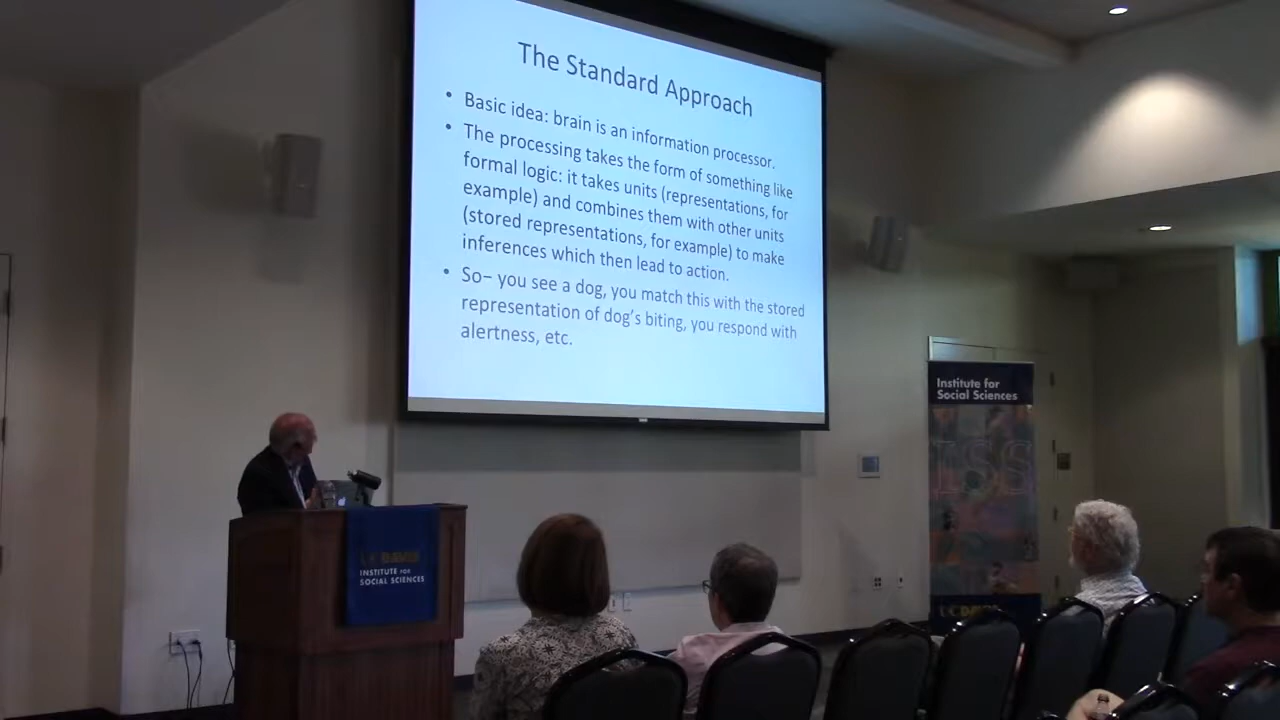 The Standard Approach
• Basic idea: brain is an information processor.
• The processing takes the form of something like
formal logic: it takes units (representations, for
example) and combines them with other units
(stored representations, for example) to make
inferences which then lead to action.
• So– you see a dog, you match this with the stored
representation of dog's biting, you respond with
alertness, etc.
Institute for
Social Sciences
ISS
UC DAVIS
UC DAVIS
INSTITUTE FOR
SOCIAL SCIENCES